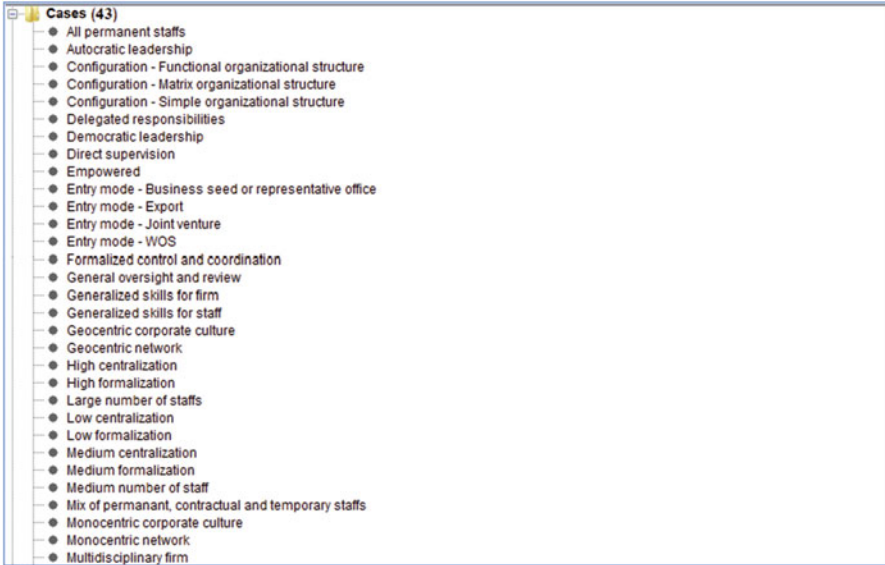 Cases (43)
All permanent staffs
Autocratic leadership
Configuration - Functional organizational structure
Configuration - Matrix organizational structure
Configuration - Simple organizational structure
Delegated responsibilities
Democratic leadership
Direct supervision
Empowered
Entry mode - Business seed or representative office
Entry mode - Export
Entry mode - Joint venture
Entry mode - WOS
Formalized control and coordination
General oversight and review
Generalized skills for firm
Generalized skills for staff
Geocentric corporate culture
Geocentric network
High centralization
High formalization
Large number of staffs
Low centralization
Low formalization
Medium centralization
Medium formalization
Medium number of staff
Mix of permanant, contractual and temporary staffs
Monocentric corporate culture
Monocentric network
Multidisciplinary firm